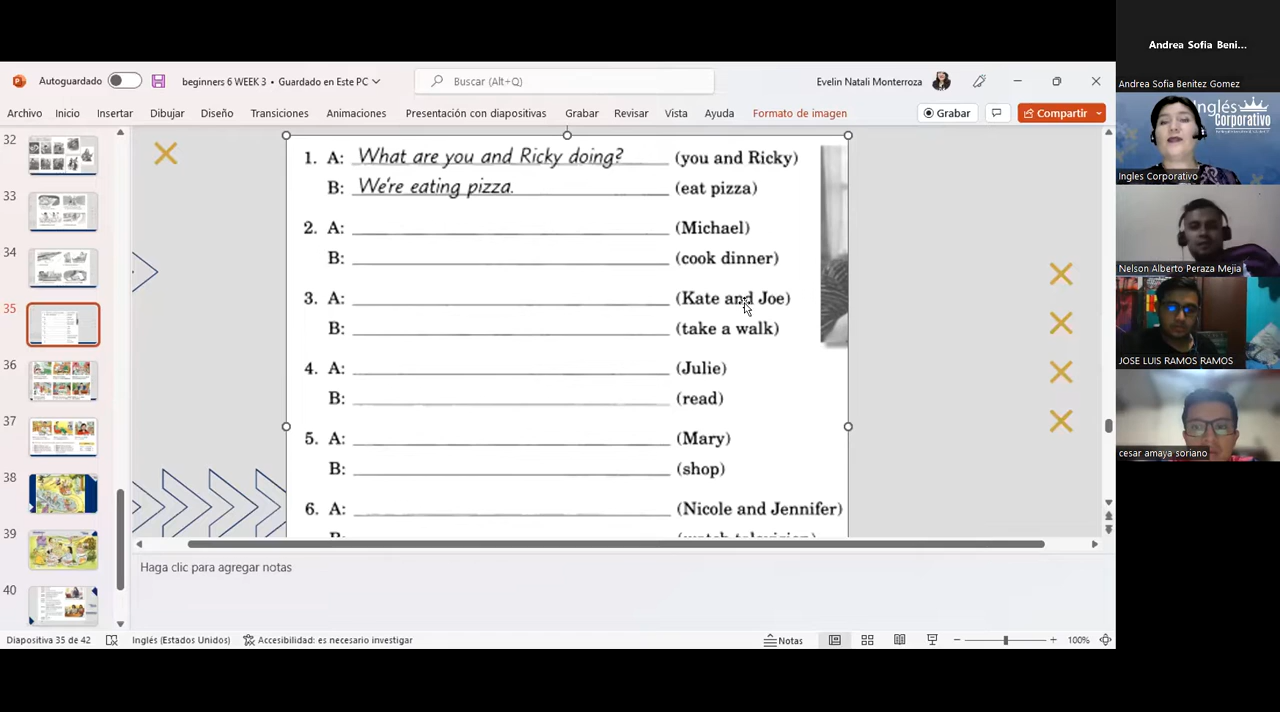 Autoguardado
beginners 6 WEEK 3 • Guardado en Este PC
Buscar (Alt+Q)
Evelin Natali Monterroza
Archivo Inicio Insertar Dibujar Diseño Transiciones Animaciones Presentación con diapositivas Grabar Revisar Vista Ayuda Formato de imagen
Grabar
Compartir
32
33
34
35
36
37
38
39
40
1. A: What are you and Ricky doing? (you and Ricky)
B: We're eating pizza. (eat pizza)
2. A: (Michael)
B: (cook dinner)
3. A: (Kate and Joe)
B: (take a walk)
4. A: (Julie)
B: (read)
5. A: (Mary)
B: (shop)
6. A: (Nicole and Jennifer)
B: (watch television)
Haga clic para agregar notas
Diapositiva 35 de 42
Inglés (Estados Unidos)
Accesibilidad: es necesario investigar
Notas
100%
Andrea Sofia Beni...
Andrea Sofia Benitez Gomez
Inglés
Corporativo
Ingles Corporativo
Nelson Alberto Peraza Mejia
JOSE LUIS RAMOS RAMOS
cesar amaya soriano